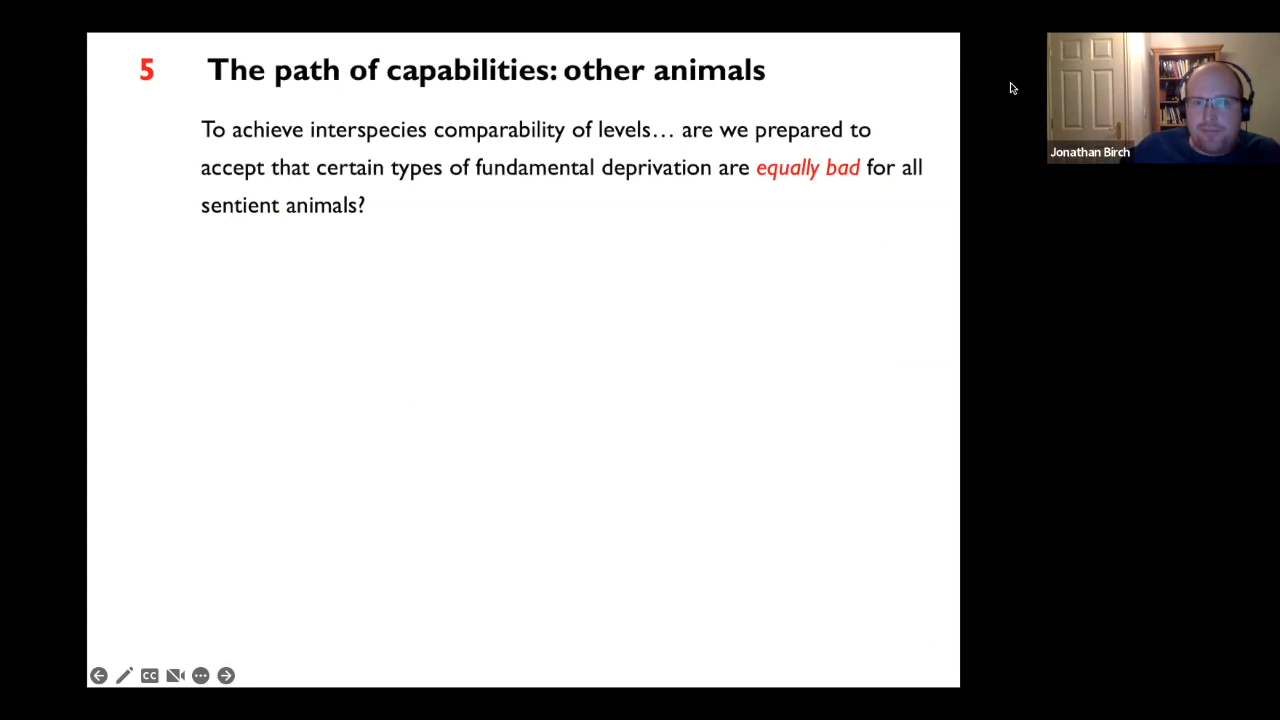 5 The path of capabilities: other animals
To achieve interspecies comparability of levels… are we prepared to
accept that certain types of fundamental deprivation are equally bad for all
sentient animals?
Jonathan Birch
CC